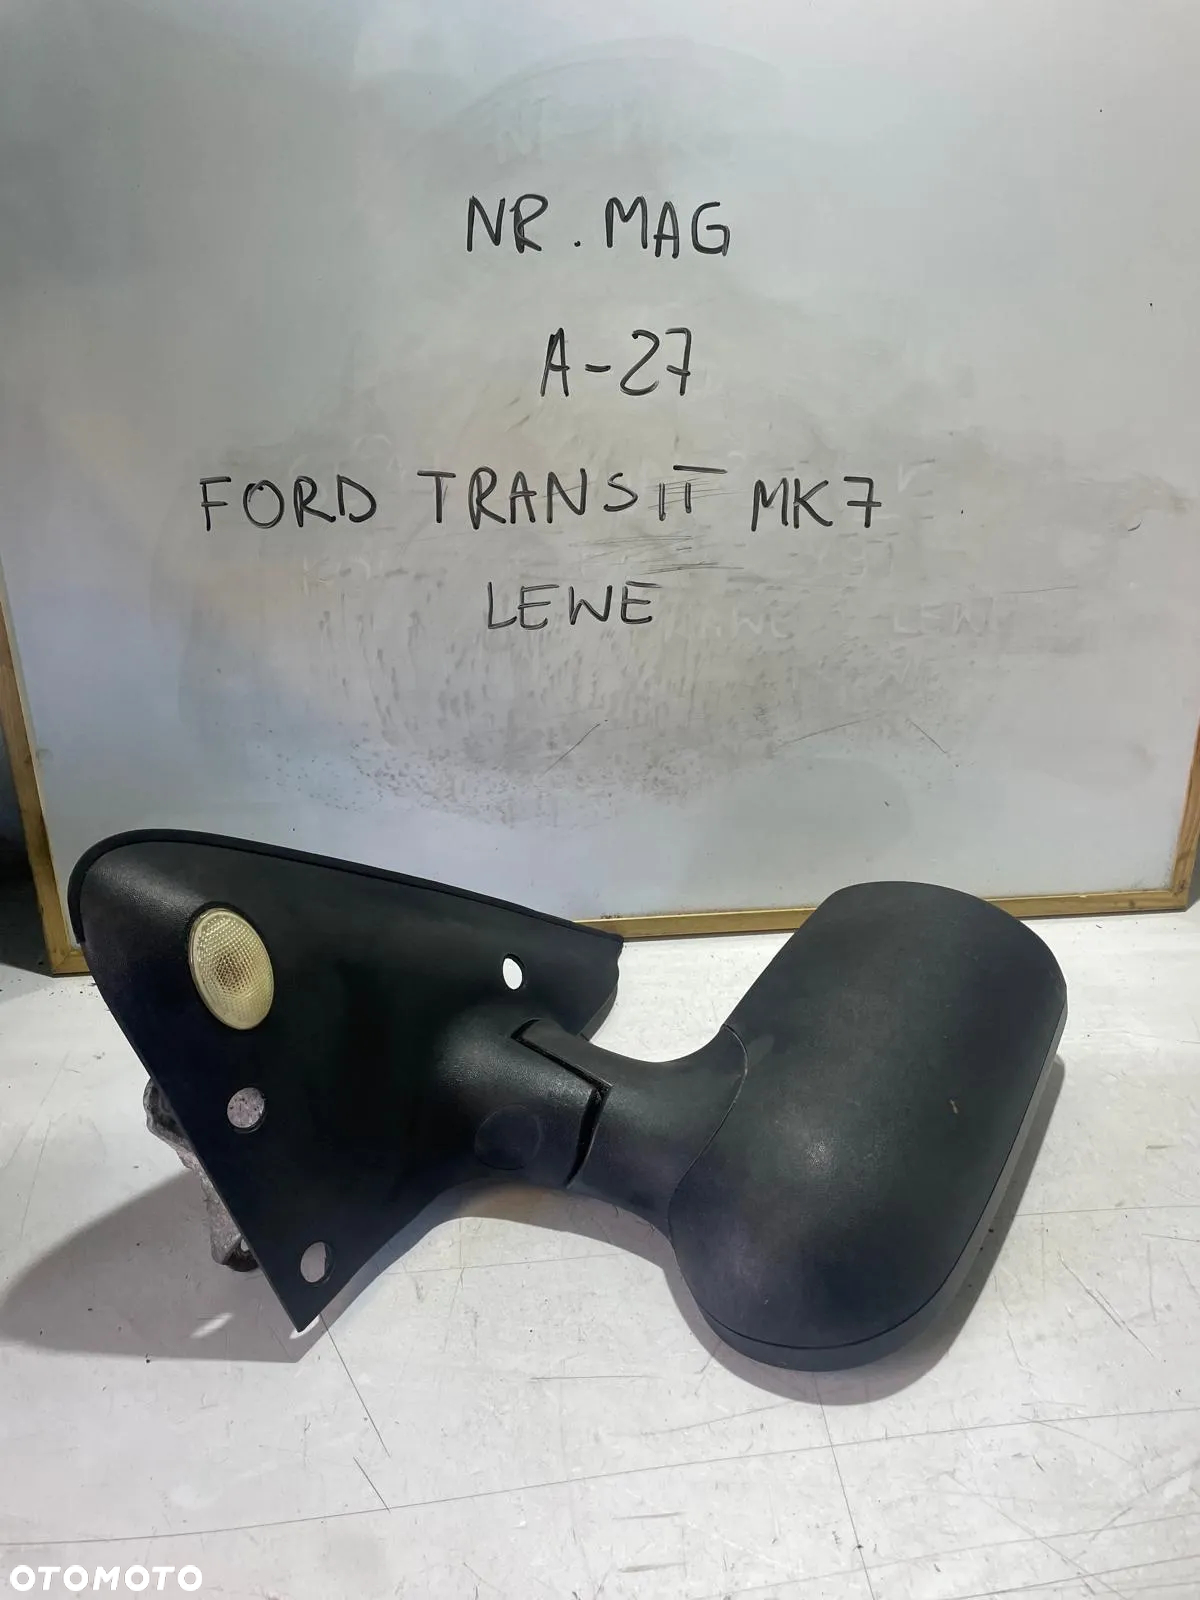 NR. MAG
A-27
FORD TRANSIT MK7
LEWE
OTOMOTO